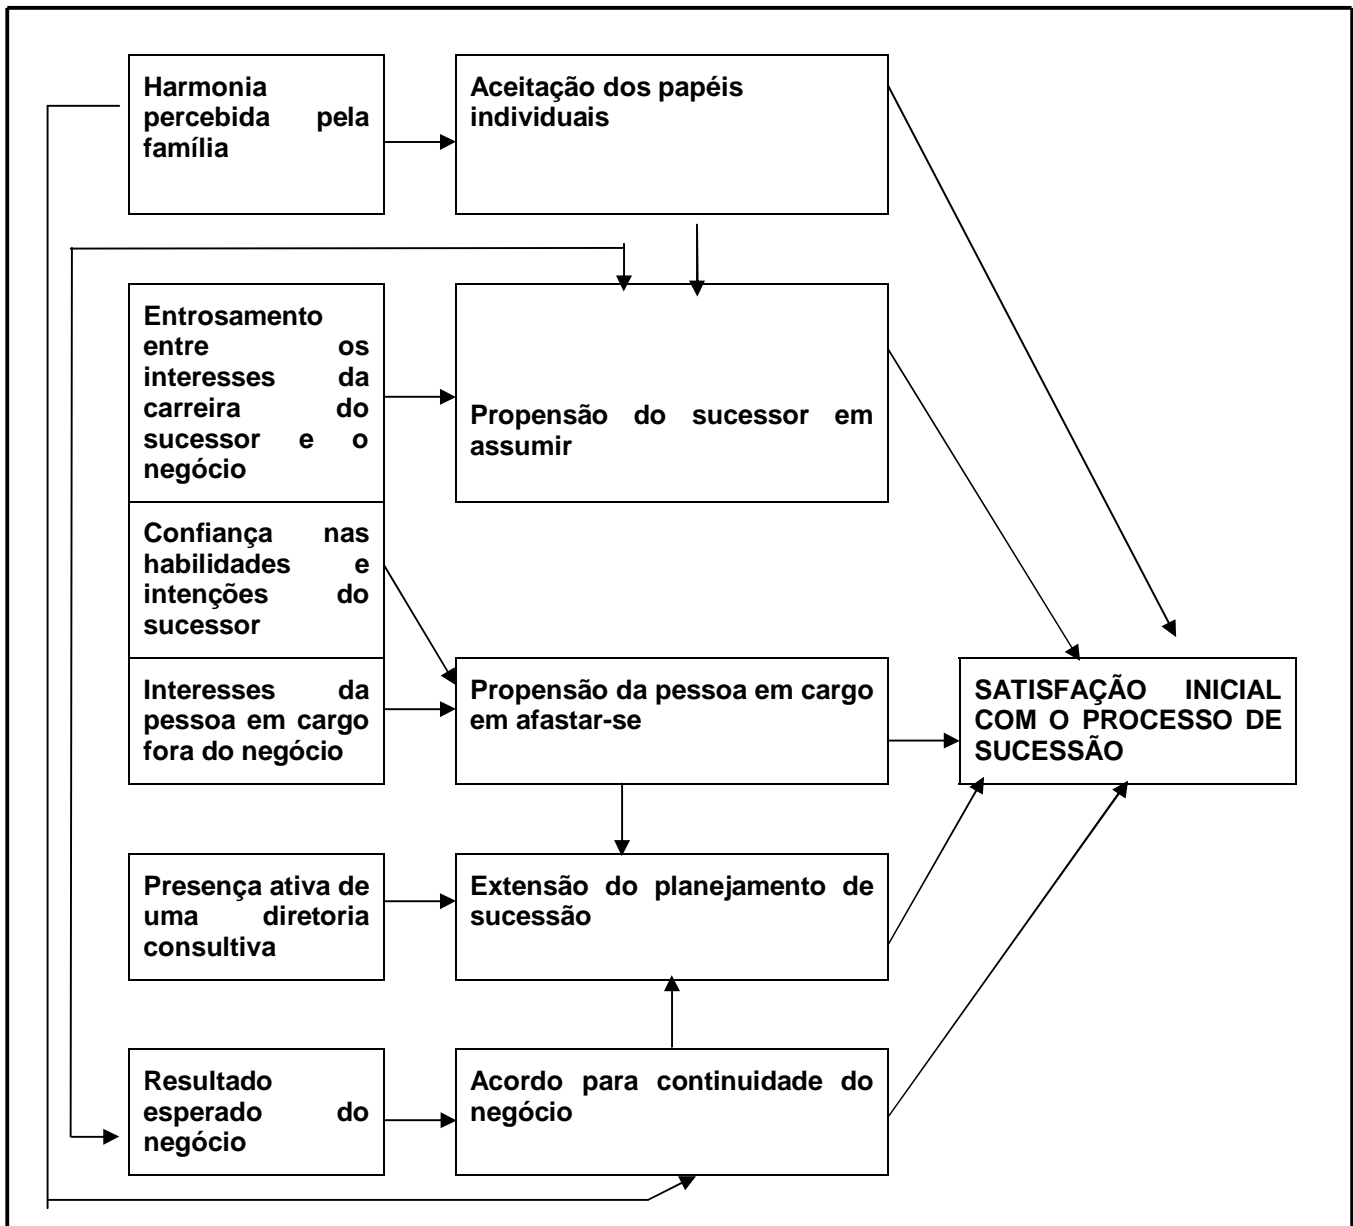 Harmonia
percebida pela
família
Aceitação dos papéis
individuais
Entrosamento
entre os
interesses da
carreira do
sucessor e o
negócio
Propensão do sucessor em
assumir
Confiança nas
habilidades e
intenções do
sucessor
Interesses da
pessoa em cargo
fora do negócio
Propensão da pessoa em cargo
em afastar-se
SATISFAÇÃO INICIAL
COM O PROCESSO DE
SUCESSÃO
Presença ativa de
uma diretoria
consultiva
Extensão do planejamento de
sucessão
Resultado
esperado do
negócio
Acordo para continuidade do
negócio